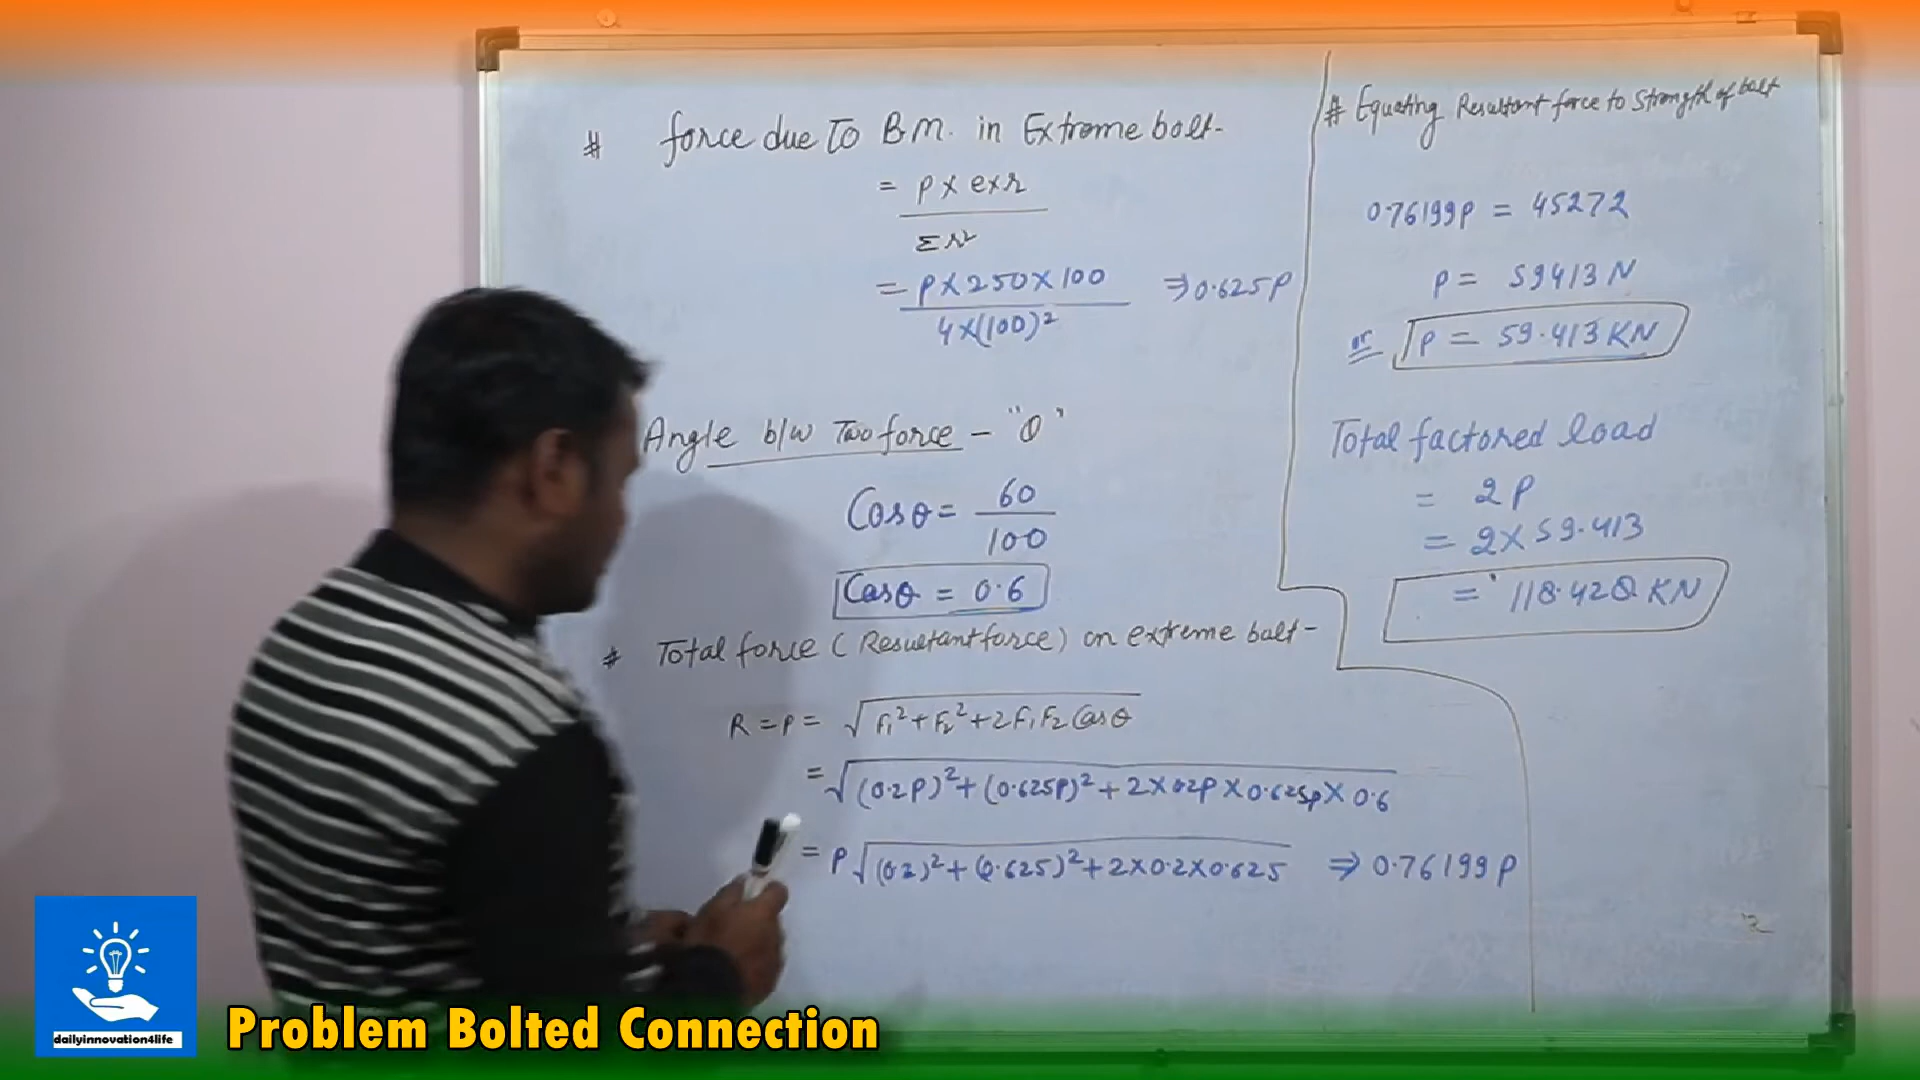 # force due To B.M. in Extreme bolt-
= P x exr
Σr²
= P x 250 x 100 ⇒ 0.625P
4 x (100)²
Angle b/w Two force - "θ"
Cosθ = 60
100
Cosθ = 0.6
# Total force (Resultant force) on extreme bolt-
R = P = √F₁² + F₂² + 2F₁F₂ Cosθ
= √(0.2P)² + (0.625P)² + 2 x 0.2P x 0.625P x 0.6
= P√(0.2)² + (0.625)² + 2 x 0.2 x 0.625 ⇒ 0.76199P
# Equating Resultant force to Strength of bolt
0.76199P = 45272
P = 59413 N
or P = 59.413 KN
Total factored load
= 2P
= 2 x 59.413
= 118.428 KN
2
dailyinnovation4life
Problem Bolted Connection